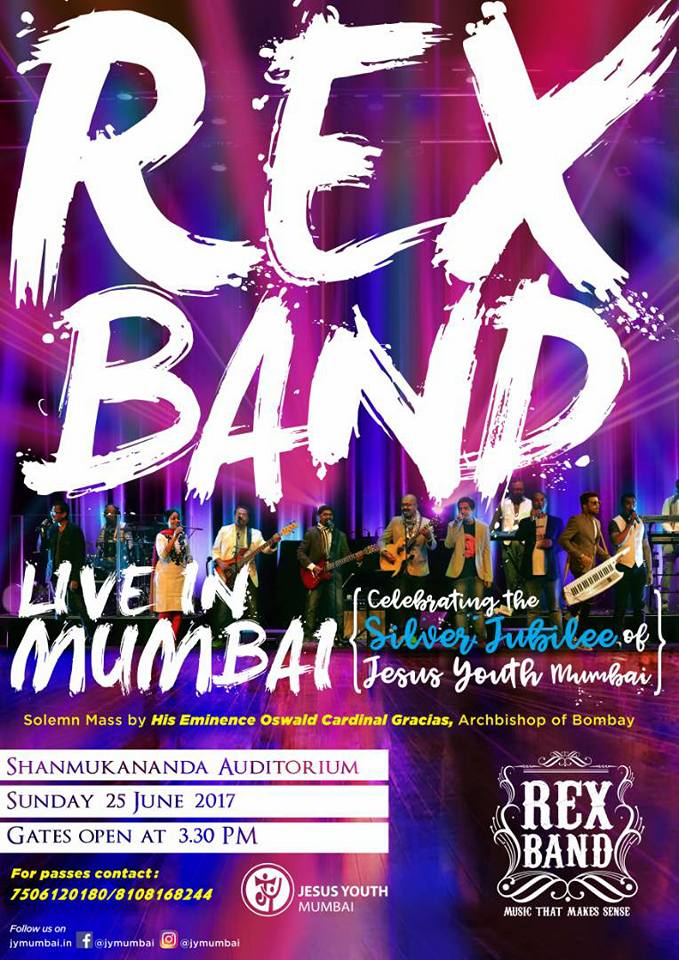 REX
BAND
LIVE IN
MUMBAI
{Celebrating the
Silver Jubilee of
Jesus Youth Mumbai}
Solemn Mass by His Eminence Oswald Cardinal Gracias, Archbishop of Bombay
Shanmukananda Auditorium
Sunday 25 June 2017
Gates open at 3.30 PM
For passes contact:
7506120180/8108168244
JESUS YOUTH
MUMBAI
REX
BAND
MUSIC THAT MAKES SENSE
Follow us on
jymumbai.in f @jymumbai @jymumbai